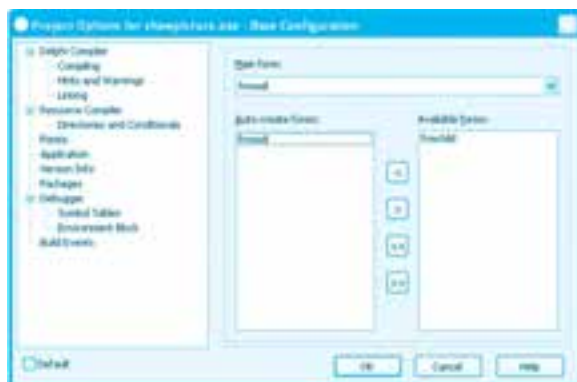 Project Options for showpicture.exe - Base Configuration
Delphi Compiler
Compiling
Hints and Warnings
Linking
Resource Compiler
Directories and Conditionals
Forms
Application
Version Info
Packages
Debugger
Symbol Tables
Environment Block
Build Events
Main form:
Auto-create forms:
Available forms:
<
>
<<
>>
Default
OK
Cancel
Help